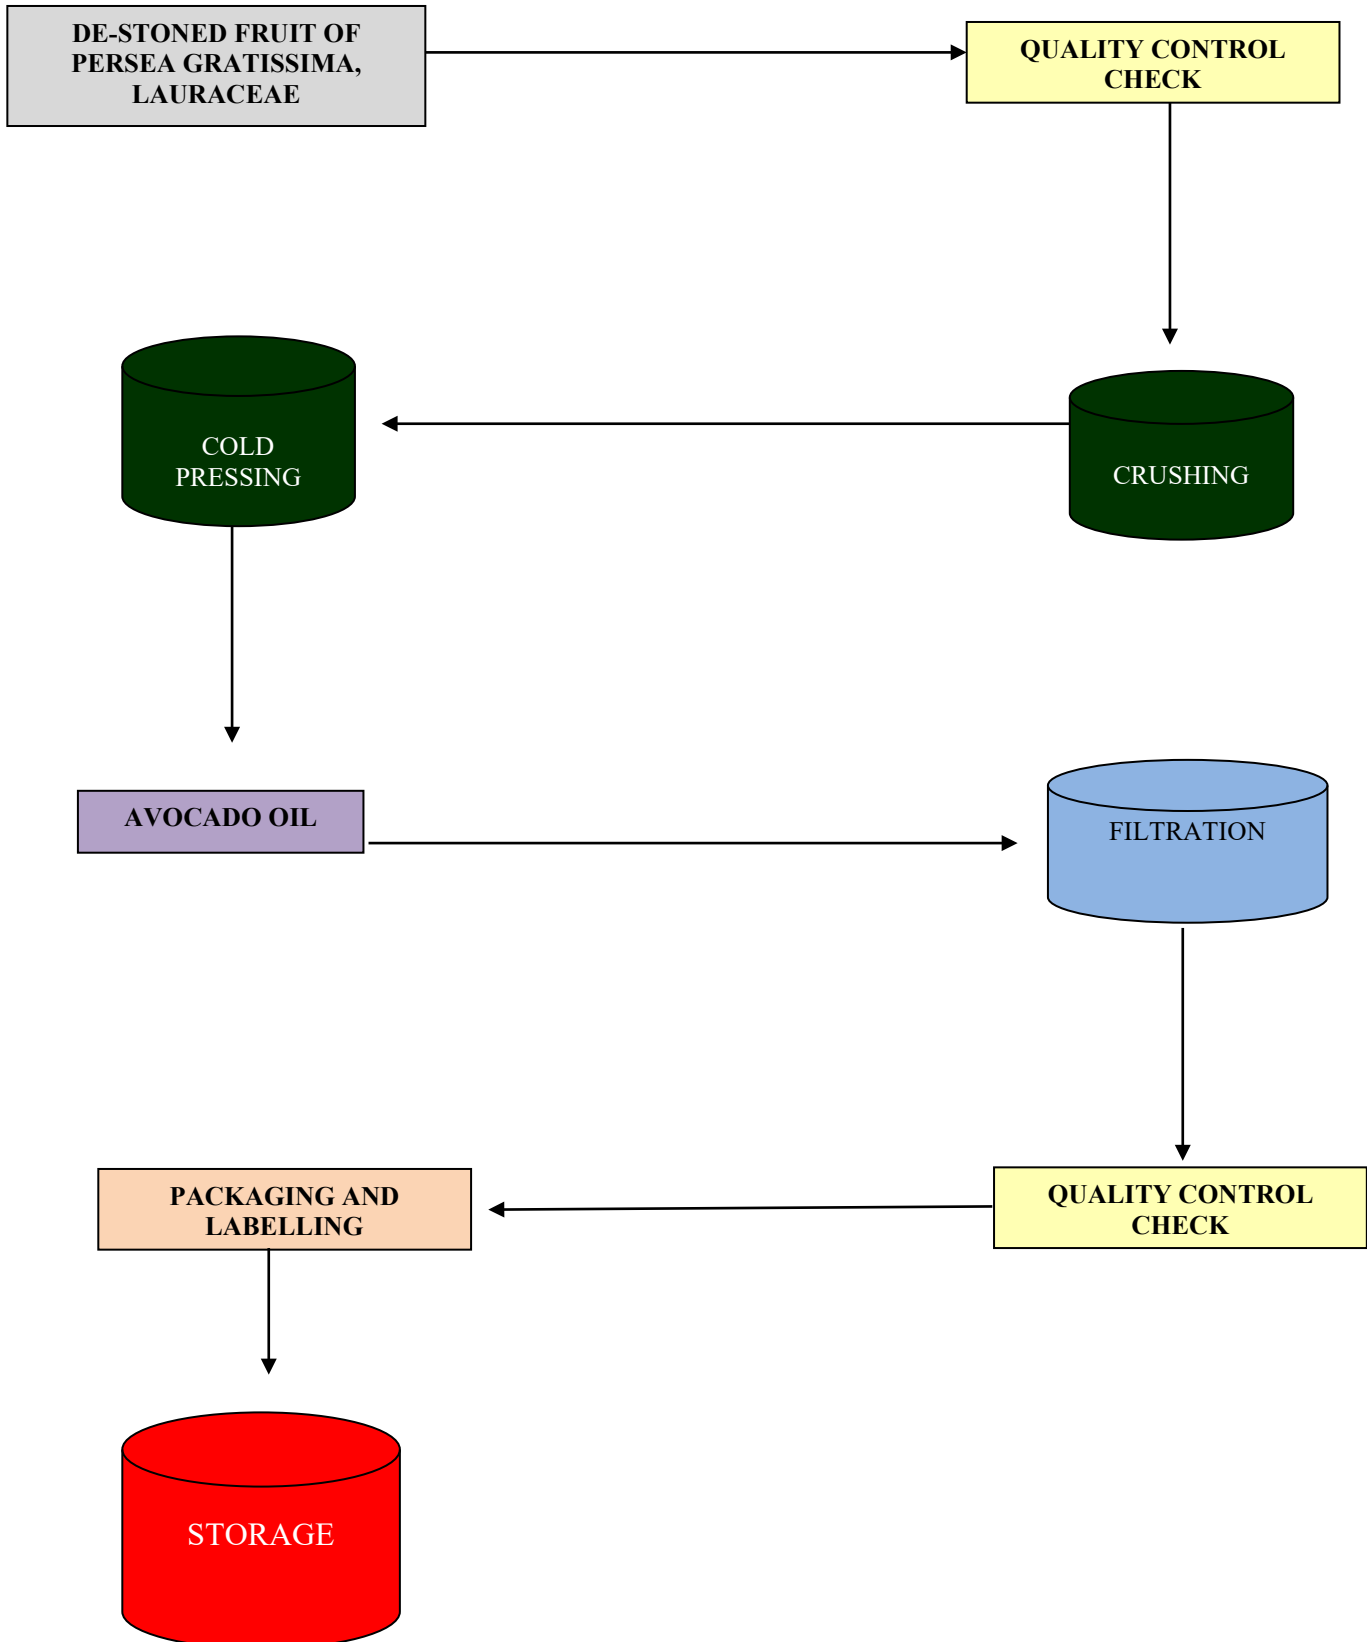 DE-STONED FRUIT OF
PERSEA GRATISSIMA,
LAURACEAE
QUALITY CONTROL
CHECK
CRUSHING
COLD
PRESSING
AVOCADO OIL
FILTRATION
QUALITY CONTROL
CHECK
PACKAGING AND
LABELLING
STORAGE